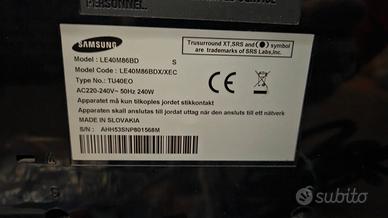 PERSONNEL.
SAMSUNG
Trusurround XT, SRS and (●) symbol
are trademarks of SRS Labs, Inc.
Model : LE40M86BD S
Model Code : LE40M86BDX/XEC
Type No. : TU40EO
AC220-240V~ 50Hz 240W
Apparatet må kun tilkoples jordet stikkontakt
Apparaten skall anslutas till jordat uttag när den ansluts till ett nätverk
MADE IN SLOVAKIA
S/N : AHH53SNP801568M
CE
A
S
subito